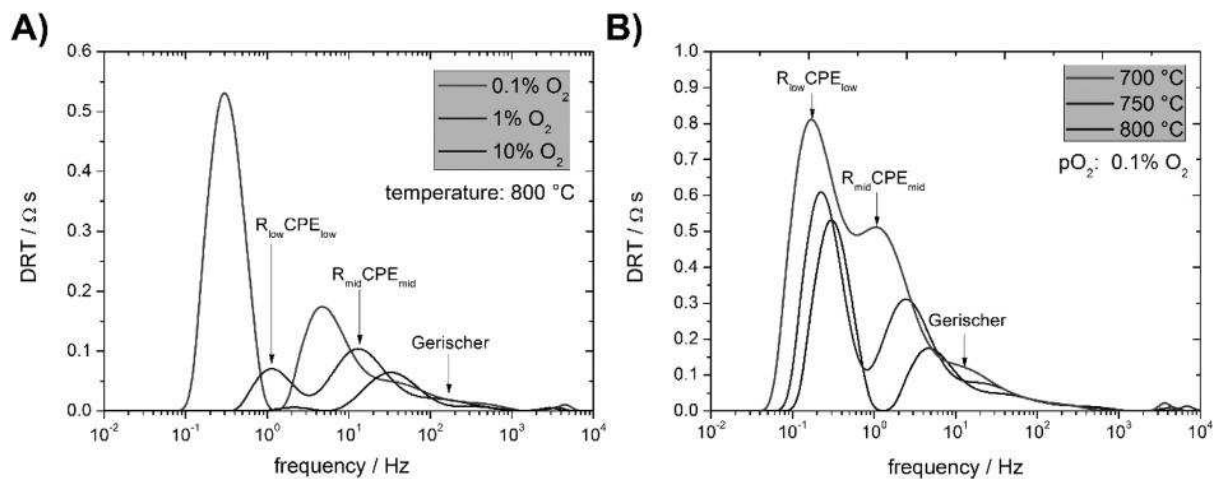 A)
0.6
0.5
0.4
0.3
0.2
0.1
0.0
DRT / Ω s
10⁻² 10⁻¹ 10⁰ 10¹ 10² 10³ 10⁴
frequency / Hz
0.1% O₂
1% O₂
10% O₂
temperature: 800 °C
R_lowCPE_low
R_midCPE_mid
Gerischer
B)
1.0
0.9
0.8
0.7
0.6
0.5
0.4
0.3
0.2
0.1
0.0
DRT / Ω s
10⁻² 10⁻¹ 10⁰ 10¹ 10² 10³ 10⁴
frequency / Hz
700 °C
750 °C
800 °C
pO₂: 0.1% O₂
R_lowCPE_low
R_midCPE_mid
Gerischer